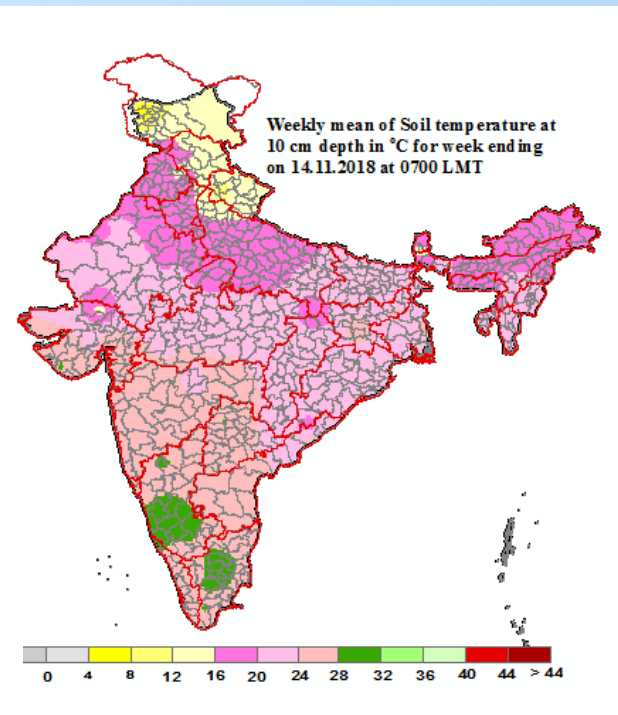 Weekly mean of Soil temperature at
10 cm depth in °C for week ending
on 14.11.2018 at 0700 LMT
0 4 8 12 16 20 24 28 32 36 40 44 > 44